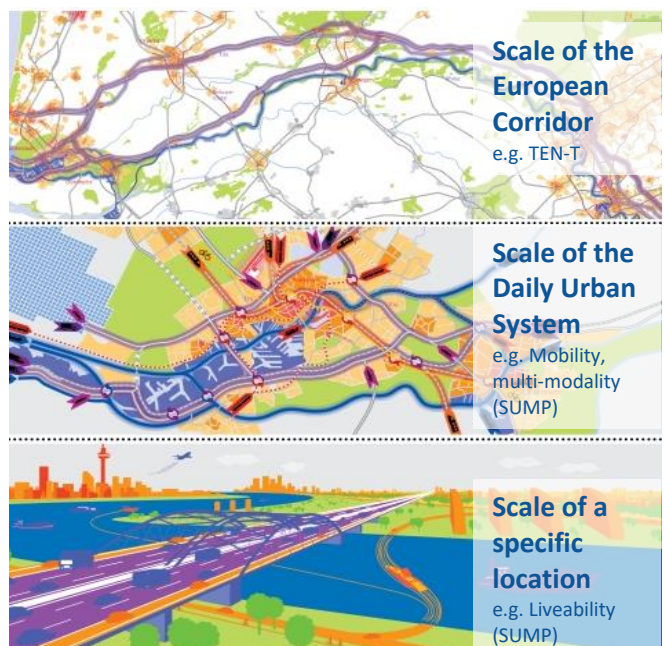 Scale of the
European
Corridor
e.g. TEN-T
Scale of the
Daily Urban
System
e.g. Mobility,
multi-modality
(SUMP)
Scale of a
specific
location
e.g. Liveability
(SUMP)